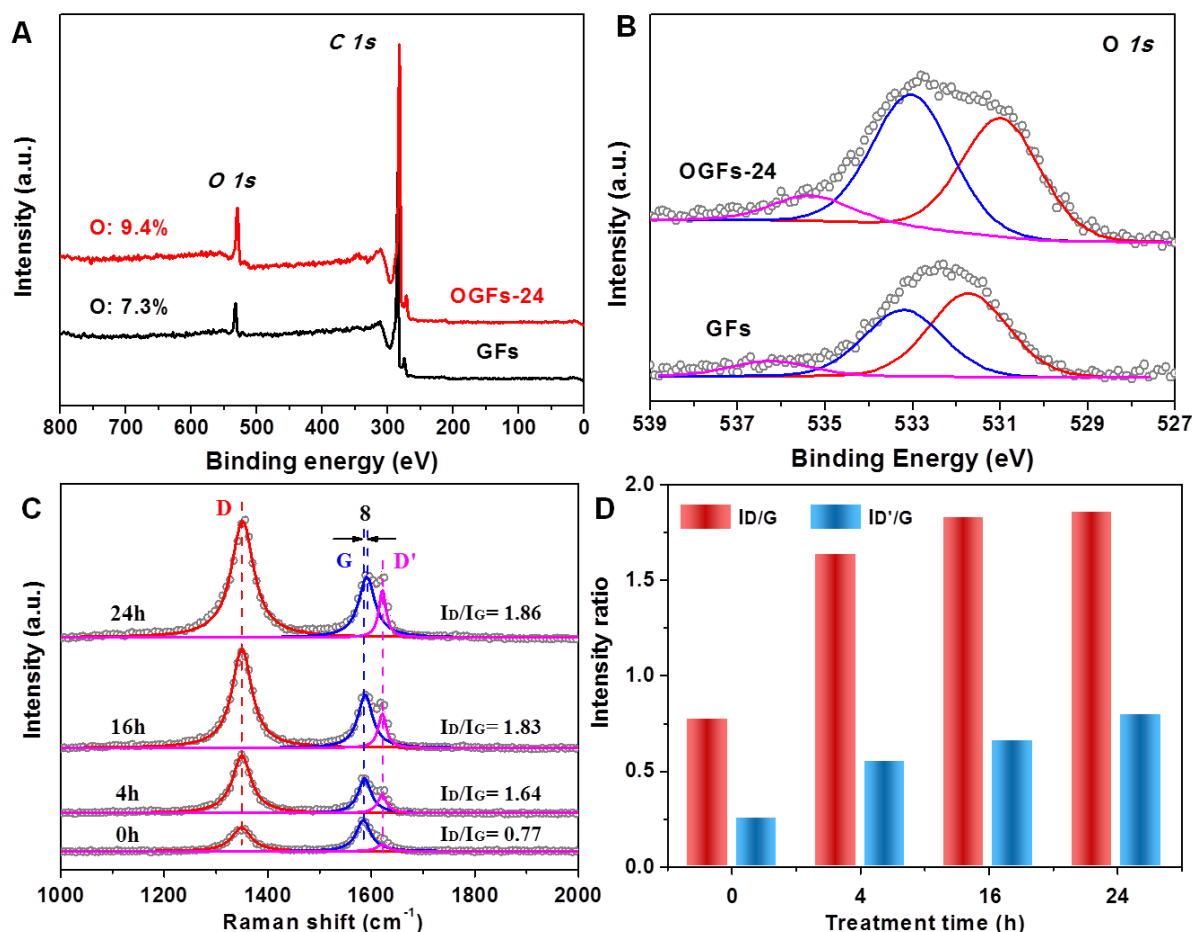 A
C 1s
O 1s
O: 9.4%
OGFs-24
O: 7.3%
GFs
Intensity (a.u.)
800 700 600 500 400 300 200 100 0
Binding energy (eV)
B
O 1s
OGFs-24
GFs
Intensity (a.u.)
539 537 535 533 531 529 527
Binding Energy (eV)
C
D
8
G
D'
24h
ID/IG= 1.86
16h
ID/IG= 1.83
4h
ID/IG= 1.64
0h
ID/IG= 0.77
Intensity (a.u.)
1000 1200 1400 1600 1800 2000
Raman shift (cm⁻¹)
D
ID/G
ID'/G
Intensity ratio
2.0
1.5
1.0
0.5
0.0
0 4 16 24
Treatment time (h)